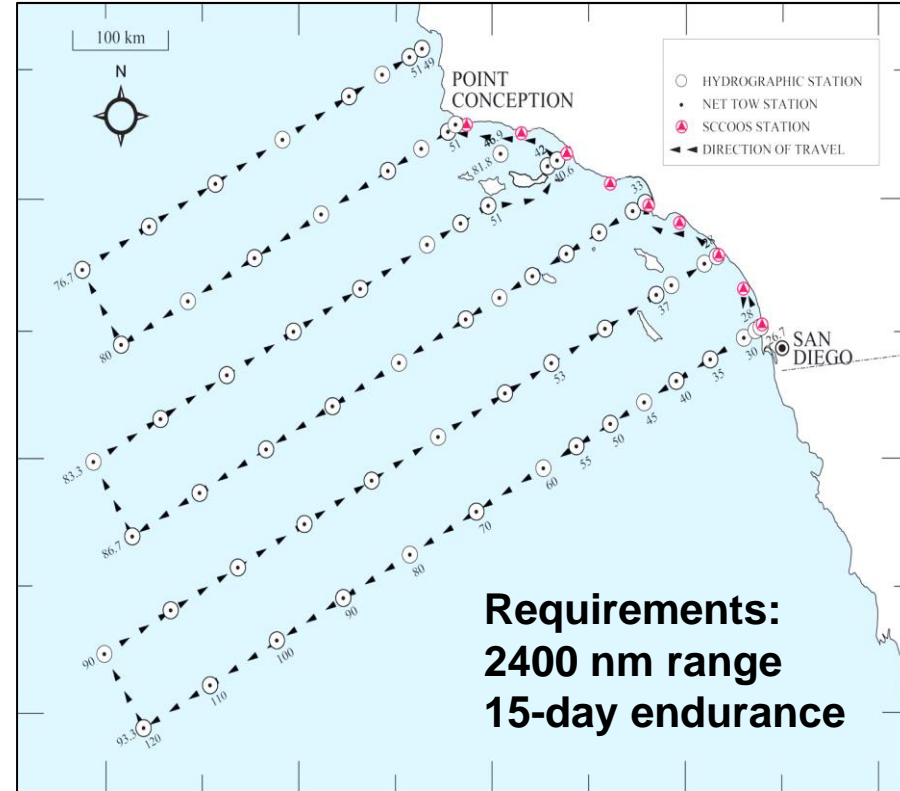 100 km
N
POINT
CONCEPTION
HYDROGRAPHIC STATION
NET TOW STATION
SCCOOS STATION
DIRECTION OF TRAVEL
51 49
51
46.9
42
81.8
40.6
51
33
76.7
80
37
28
28
26.7
30
SAN
DIEGO
35
53
40
45
50
55
60
83.3
70
86.7
80
90
100
90
110
93.3
120
Requirements:
2400 nm range
15-day endurance